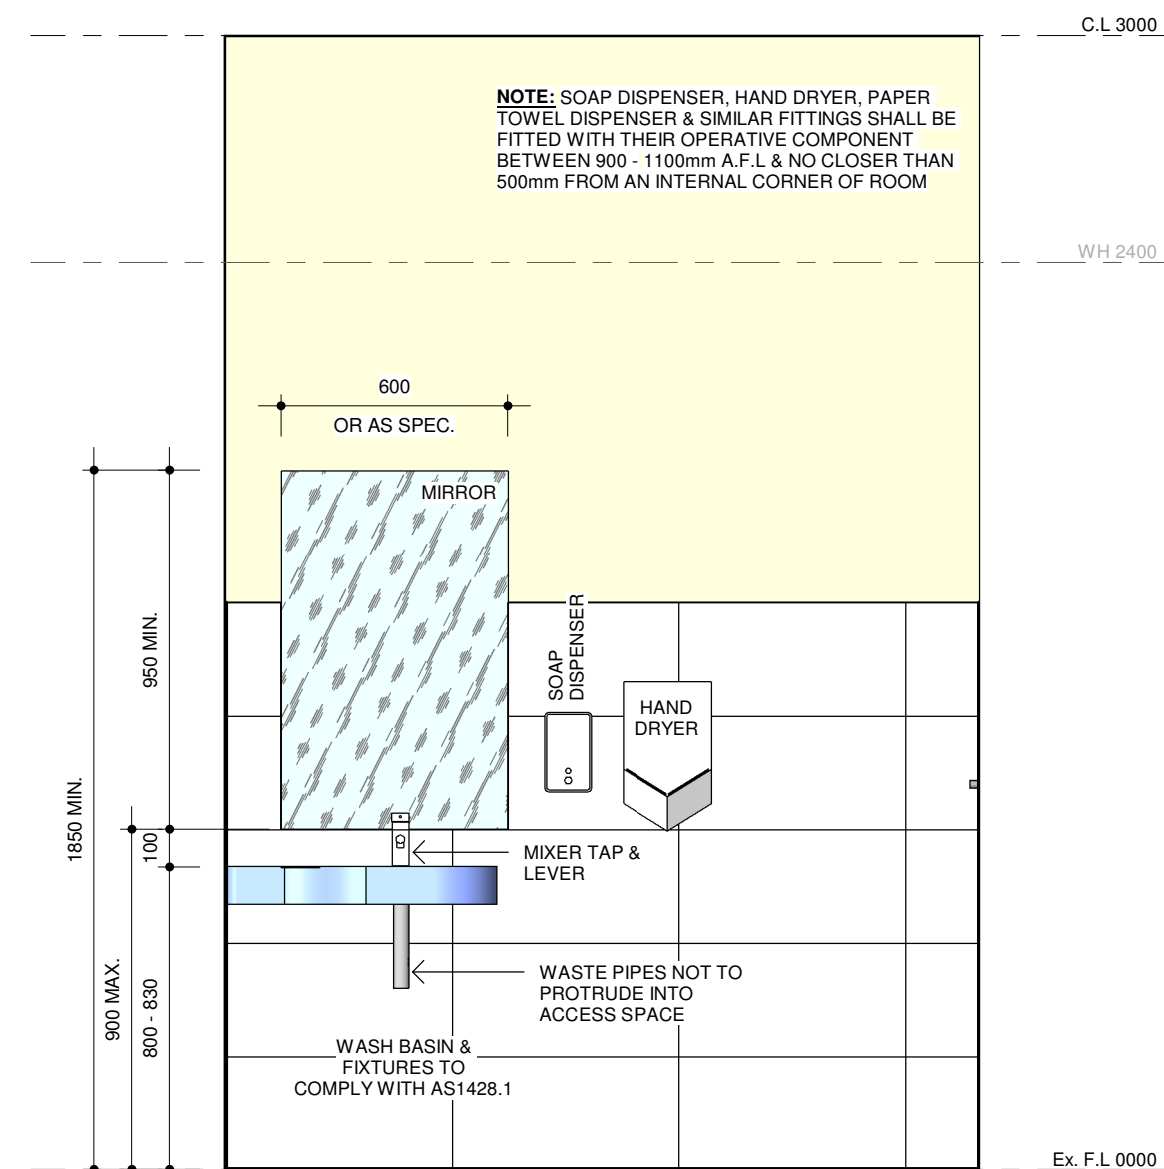 C.L 3000
NOTE: SOAP DISPENSER, HAND DRYER, PAPER
TOWEL DISPENSER & SIMILAR FITTINGS SHALL BE
FITTED WITH THEIR OPERATIVE COMPONENT
BETWEEN 900 - 1100mm A.F.L & NO CLOSER THAN
500mm FROM AN INTERNAL CORNER OF ROOM
WH 2400
600
OR AS SPEC.
MIRROR
950 MIN.
SOAP
DISPENSER
HAND
DRYER
1850 MIN.
100
MIXER TAP &
LEVER
900 MAX.
800 - 830
WASTE PIPES NOT TO
PROTRUDE INTO
ACCESS SPACE
WASH BASIN &
FIXTURES TO
COMPLY WITH AS1428.1
Ex. F.L 0000